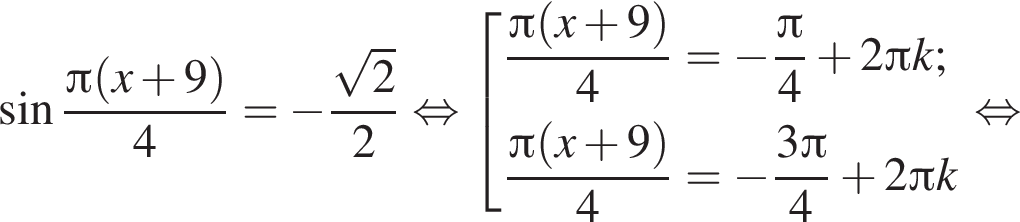 sin π(x + 9)/4 = −√2/2 ⇔ [ π(x + 9)/4 = −π/4 + 2πk;
π(x + 9)/4 = −3π/4 + 2πk ⇔